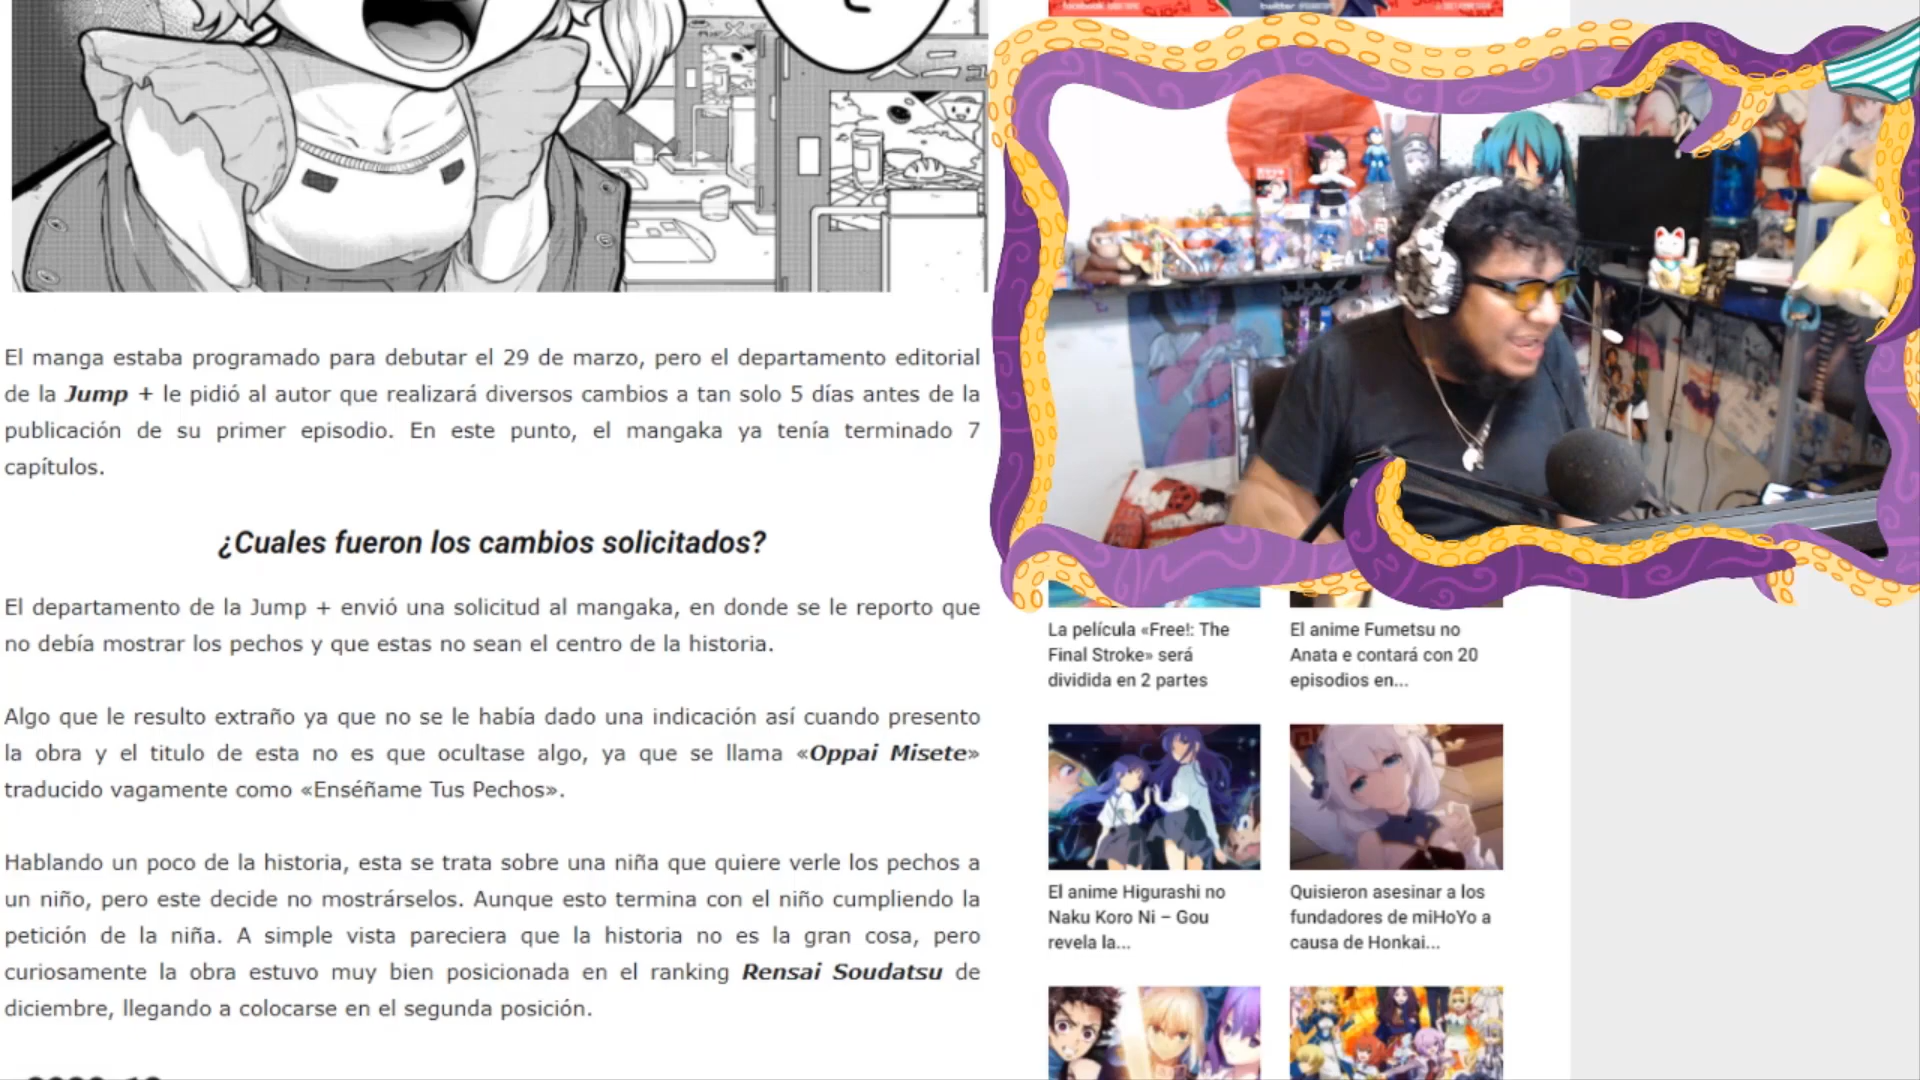 El manga estaba programado para debutar el 29 de marzo, pero el departamento editorial
de la Jump + le pidió al autor que realizará diversos cambios a tan solo 5 días antes de la
publicación de su primer episodio. En este punto, el mangaka ya tenía terminado 7
capítulos.
¿Cuales fueron los cambios solicitados?
El departamento de la Jump + envió una solicitud al mangaka, en donde se le reporto que
no debía mostrar los pechos y que estas no sean el centro de la historia.
Algo que le resulto extraño ya que no se le había dado una indicación así cuando presento
la obra y el titulo de esta no es que ocultase algo, ya que se llama «Oppai Misete»
traducido vagamente como «Enséñame Tus Pechos».
Hablando un poco de la historia, esta se trata sobre una niña que quiere verle los pechos a
un niño, pero este decide no mostrárselos. Aunque esto termina con el niño cumpliendo la
petición de la niña. A simple vista pareciera que la historia no es la gran cosa, pero
curiosamente la obra estuvo muy bien posicionada en el ranking Rensai Soudatsu de
diciembre, llegando a colocarse en el segunda posición.
La película «Free!: The
Final Stroke» será
dividida en 2 partes
El anime Fumetsu no
Anata e contará con 20
episodios en...
El anime Higurashi no
Naku Koro Ni – Gou
revela la...
Quisieron asesinar a los
fundadores de miHoYo a
causa de Honkai...